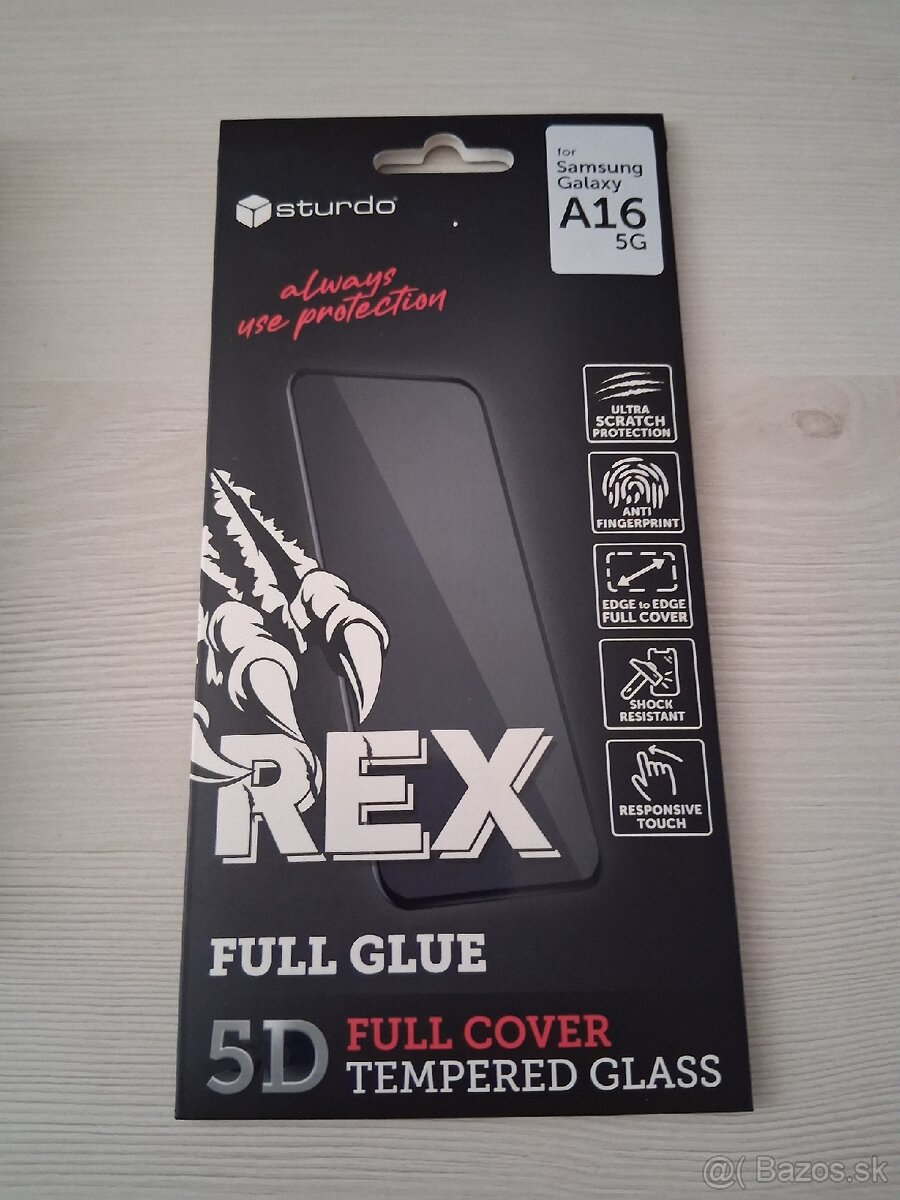 sturdo®
for
Samsung
Galaxy
A16
5G
always
use protection
ULTRA
SCRATCH
PROTECTION
ANTI
FINGERPRINT
EDGE to EDGE
FULL COVER
SHOCK
RESISTANT
RESPONSIVE
TOUCH
REX
FULL GLUE
5D
FULL COVER
TEMPERED GLASS
@( Bazos.sk